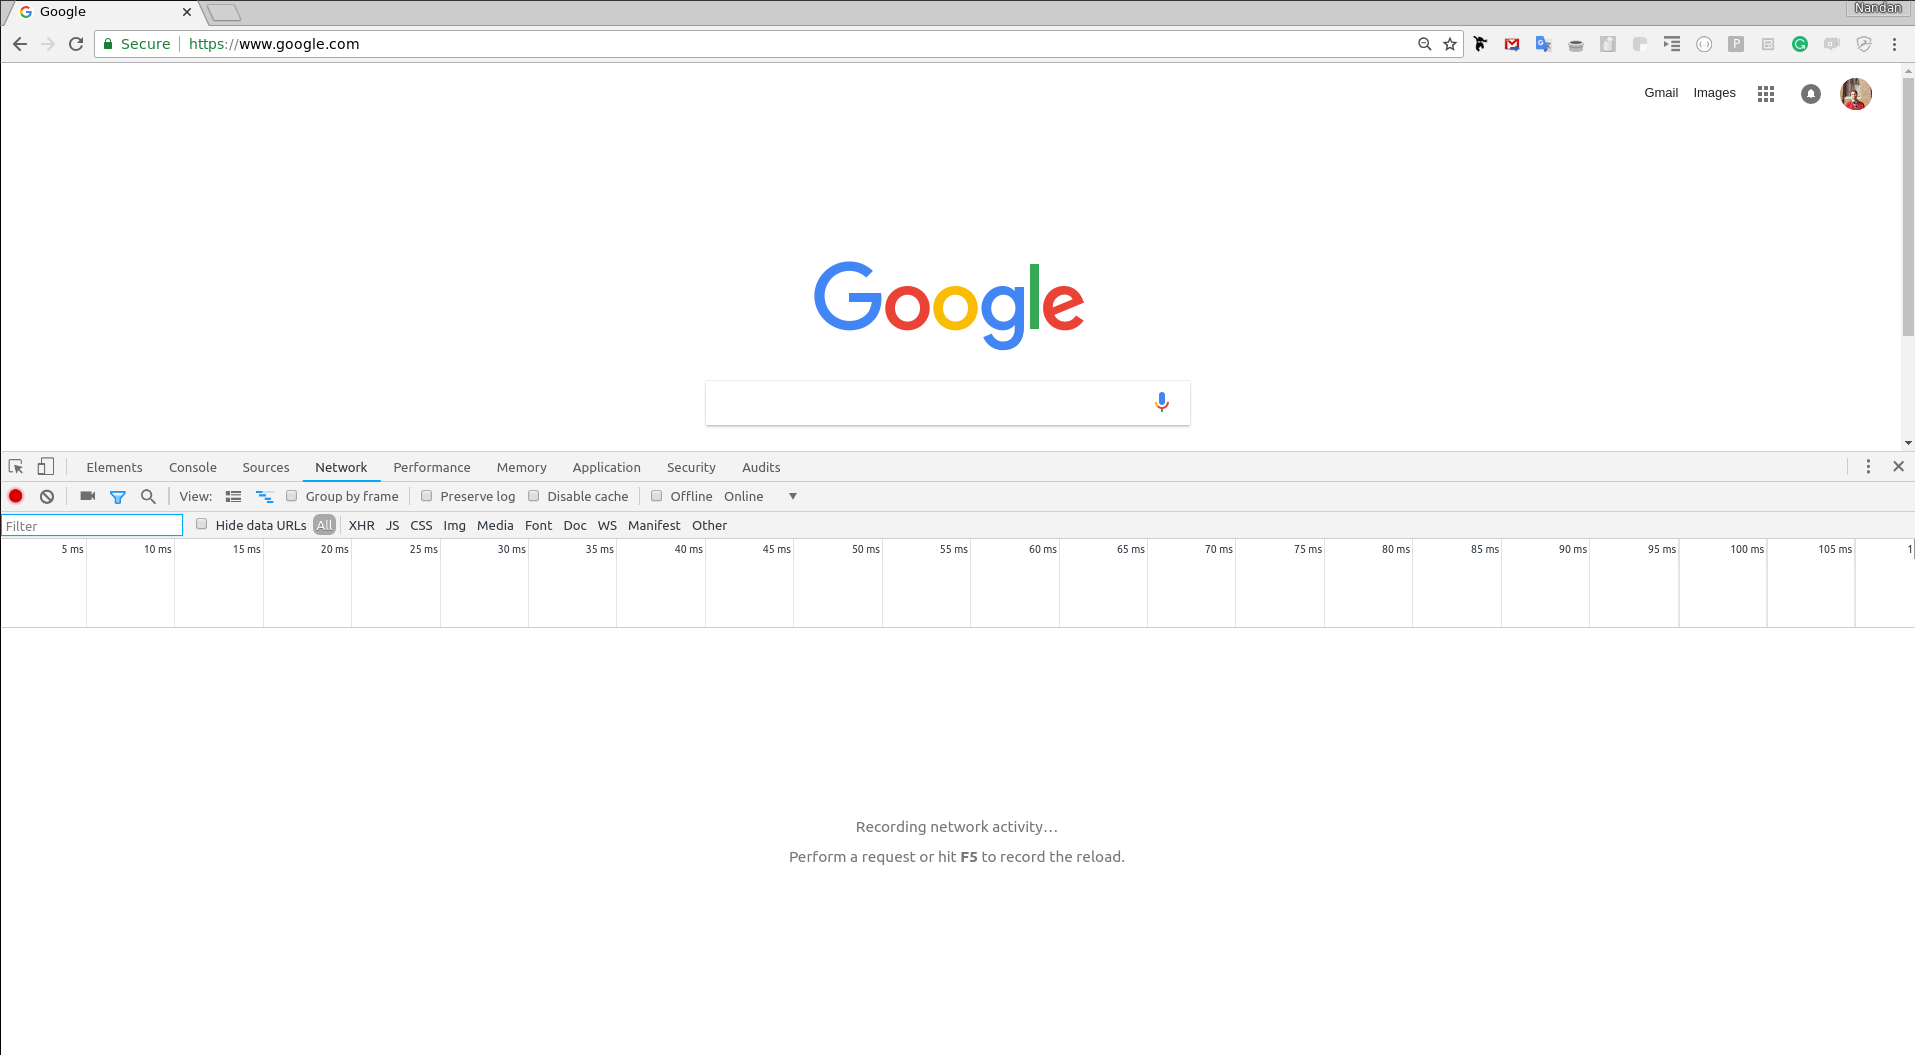 Google
Nandan
Secure https://www.google.com
Gmail Images
Google
Elements Console Sources Network Performance Memory Application Security Audits
View: Group by frame Preserve log Disable cache Offline Online
Filter Hide data URLs All XHR JS CSS Img Media Font Doc WS Manifest Other
5 ms 10 ms 15 ms 20 ms 25 ms 30 ms 35 ms 40 ms 45 ms 50 ms 55 ms 60 ms 65 ms 70 ms 75 ms 80 ms 85 ms 90 ms 95 ms 100 ms 105 ms 1
Recording network activity…
Perform a request or hit F5 to record the reload.